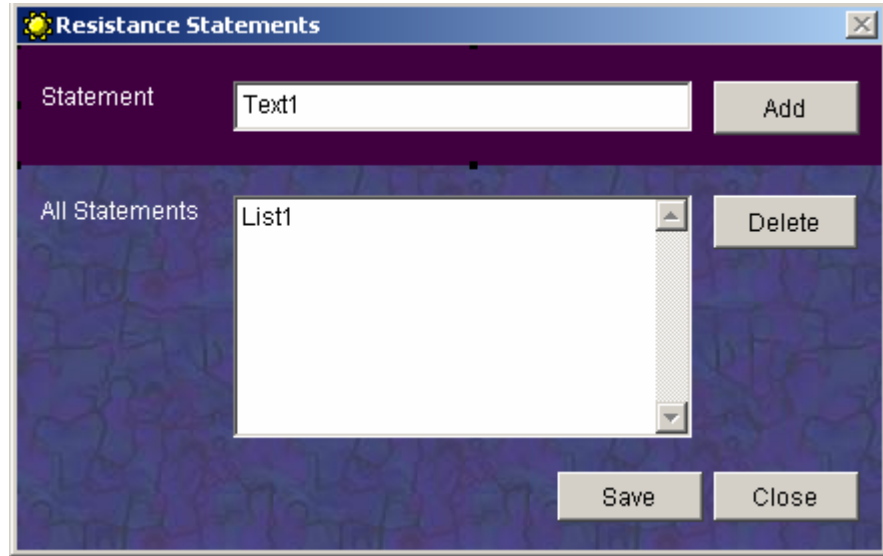 Resistance Statements
Statement
Text1
Add
All Statements
List1
Delete
Save
Close